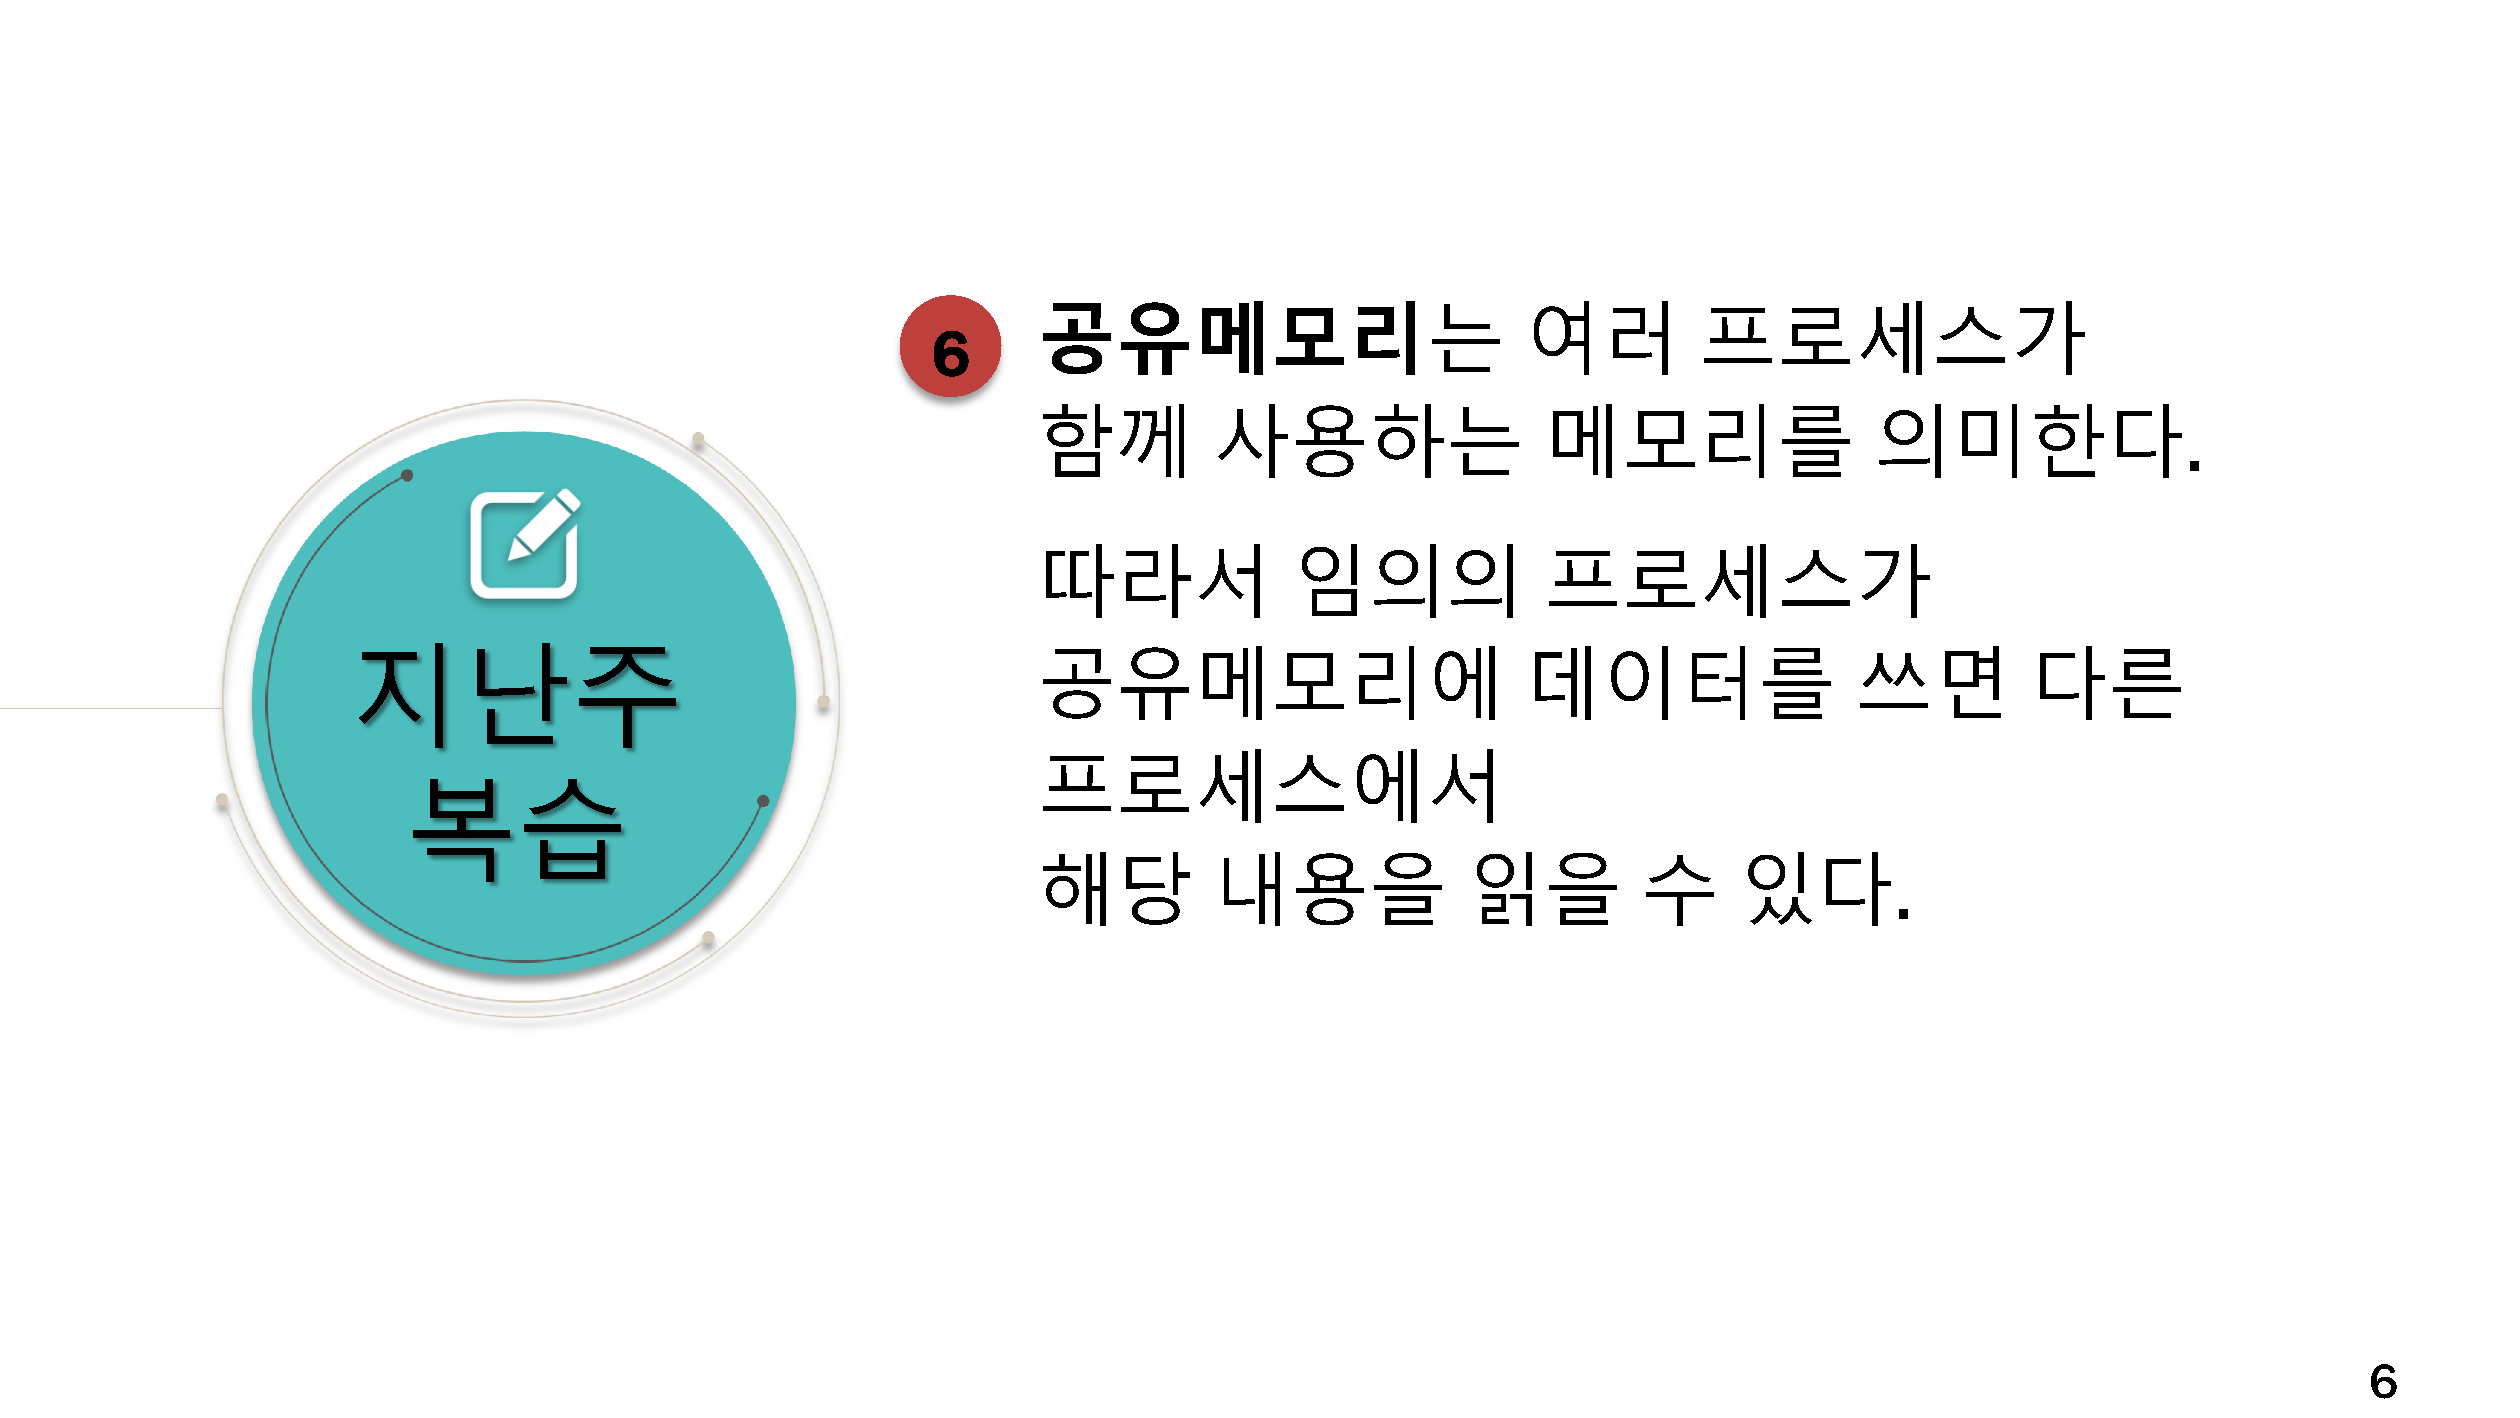 지난주
복습
6
공유메모리는 여러 프로세스가
함께 사용하는 메모리를 의미한다.
따라서 임의의 프로세스가
공유메모리에 데이터를 쓰면 다른
프로세스에서
해당 내용을 읽을 수 있다.
6